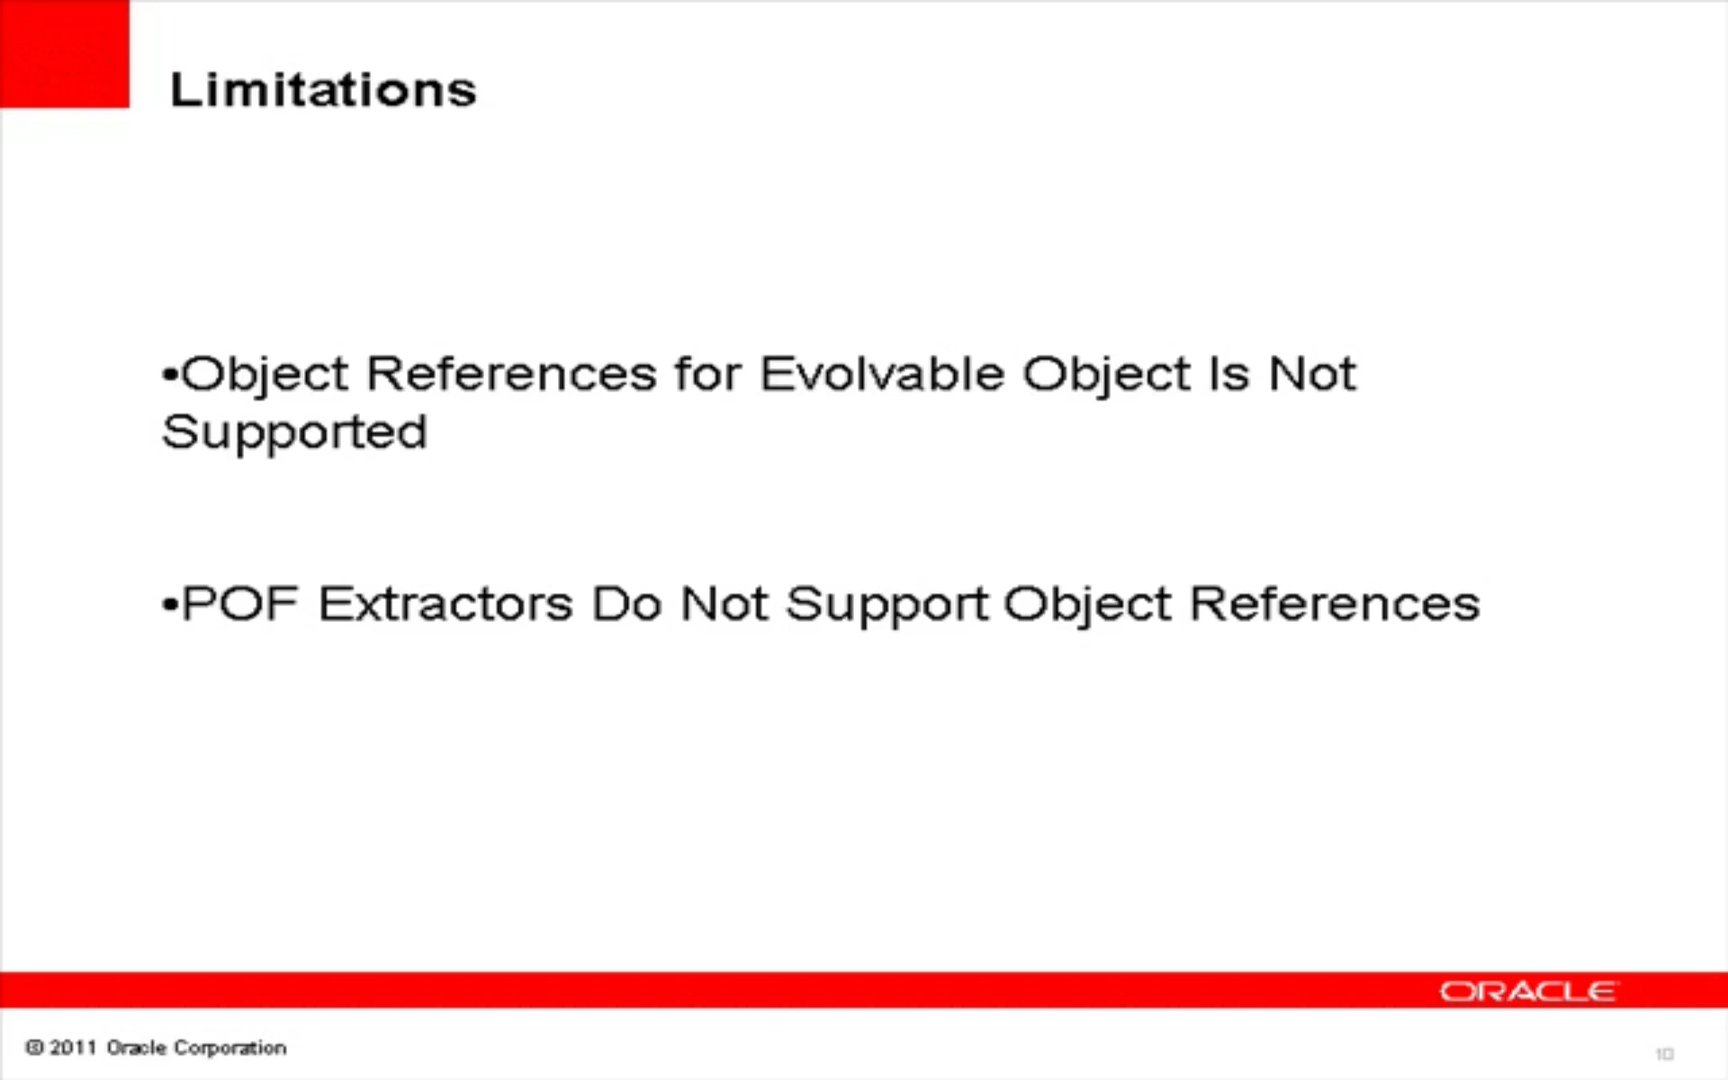 Limitations
•Object References for Evolvable Object Is Not
Supported
•POF Extractors Do Not Support Object References
ORACLE
© 2011 Oracle Corporation
10